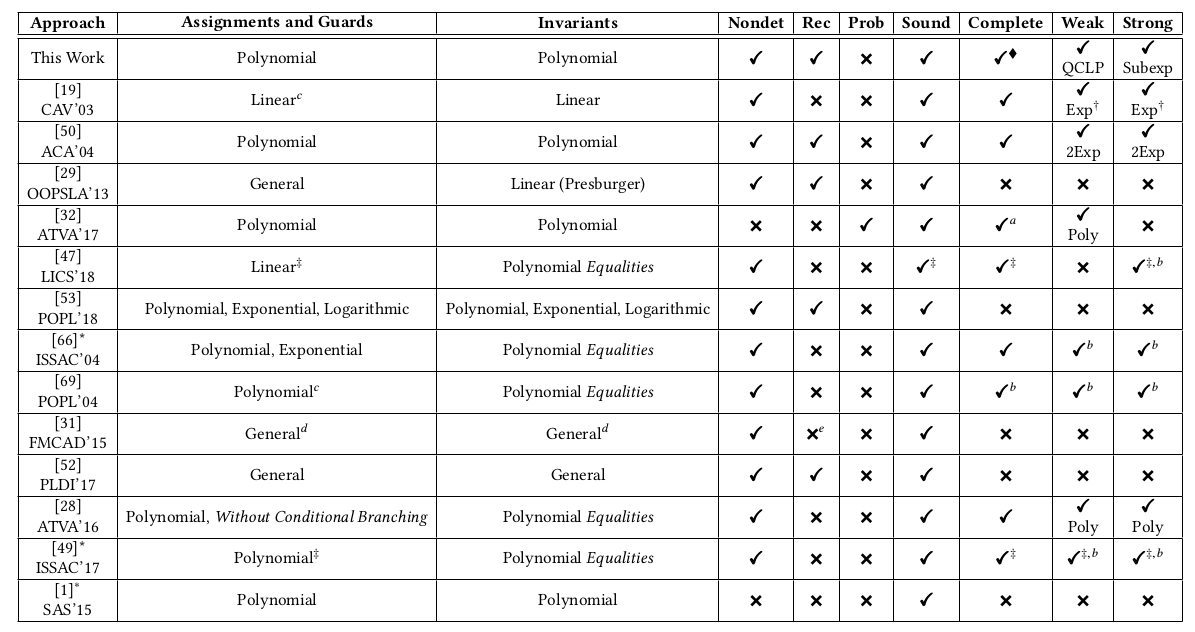 Approach Assignments and Guards Invariants Nondet Rec Prob Sound Complete Weak Strong
This Work Polynomial Polynomial ✓ ✓ ✗ ✓ ✓♦ ✓ QCLP ✓ Subexp
[19] CAV'03 Linear^c Linear ✓ ✗ ✗ ✓ ✓ ✓ Exp† ✓ Exp†
[50] ACA'04 Polynomial Polynomial ✓ ✓ ✗ ✓ ✓ ✓ 2Exp ✓ 2Exp
[29] OOPSLA'13 General Linear (Presburger) ✓ ✓ ✗ ✓ ✗ ✗ ✗
[32] ATVA'17 Polynomial Polynomial ✗ ✗ ✓ ✓ ✓^a ✓ Poly ✗
[47] LICS'18 Linear‡ Polynomial Equalities ✓ ✗ ✗ ✓‡ ✓‡ ✗ ✓‡,b
[53] POPL'18 Polynomial, Exponential, Logarithmic Polynomial, Exponential, Logarithmic ✓ ✓ ✗ ✓ ✗ ✗ ✗
[66]* ISSAC'04 Polynomial, Exponential Polynomial Equalities ✓ ✗ ✗ ✓ ✓ ✓^b ✓^b
[69] POPL'04 Polynomial^c Polynomial Equalities ✓ ✗ ✗ ✓ ✓^b ✓^b ✓^b
[31] FMCAD'15 General^d General^d ✓ ✗^e ✗ ✓ ✗ ✗ ✗
[52] PLDI'17 General General ✓ ✓ ✗ ✓ ✗ ✗ ✗
[28] ATVA'16 Polynomial, Without Conditional Branching Polynomial Equalities ✓ ✗ ✗ ✓ ✓ ✓ Poly ✓ Poly
[49]* ISSAC'17 Polynomial‡ Polynomial Equalities ✓ ✗ ✗ ✓ ✓‡ ✓‡,b ✓‡,b
[1]* SAS'15 Polynomial Polynomial ✗ ✗ ✗ ✓ ✗ ✗ ✗